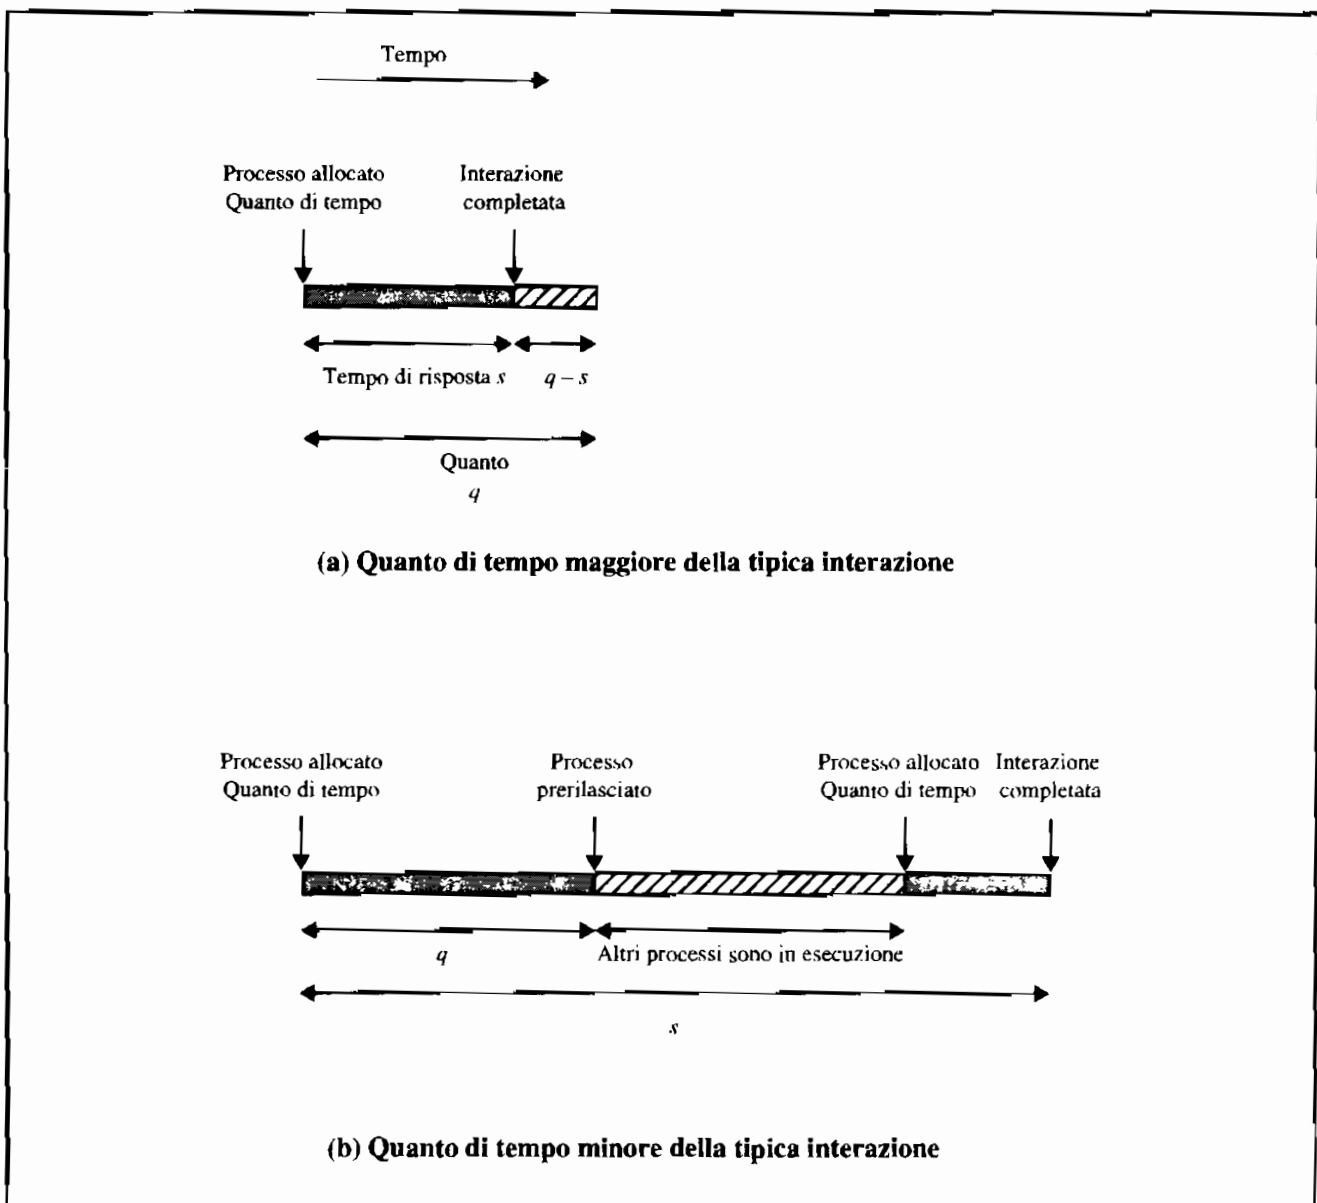 Tempo
Processo allocato
Quanto di tempo
Interazione
completata
Tempo di risposta s
q – s
Quanto
q
(a) Quanto di tempo maggiore della tipica interazione
Processo allocato
Quanto di tempo
Processo
prerilasciato
Processo allocato
Quanto di tempo
Interazione
completata
q
Altri processi sono in esecuzione
s
(b) Quanto di tempo minore della tipica interazione